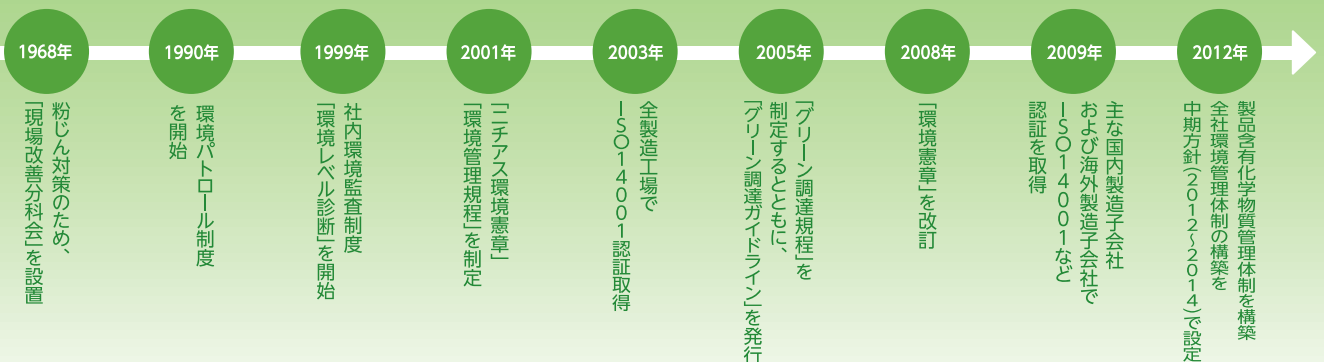 1968年
粉じん対策のため、
「現場改善分科会」を設置
1990年
環境パトロール制度
を開始
1999年
社内環境監査制度
「環境レベル診断」を開始
2001年
「ニチアス環境憲章」
「環境管理規程」を制定
2003年
全製造工場で
ISO14001認証取得
2005年
「グリーン調達規程」を
制定するとともに、
「グリーン調達ガイドライン」を発行
2008年
「環境憲章」を改訂
2009年
主な国内製造子会社
および海外製造子会社で
ISO14001など
認証を取得
2012年
製品含有化学物質管理体制を構築
全社環境管理体制の構築を
中期方針(2012~2014)で設定